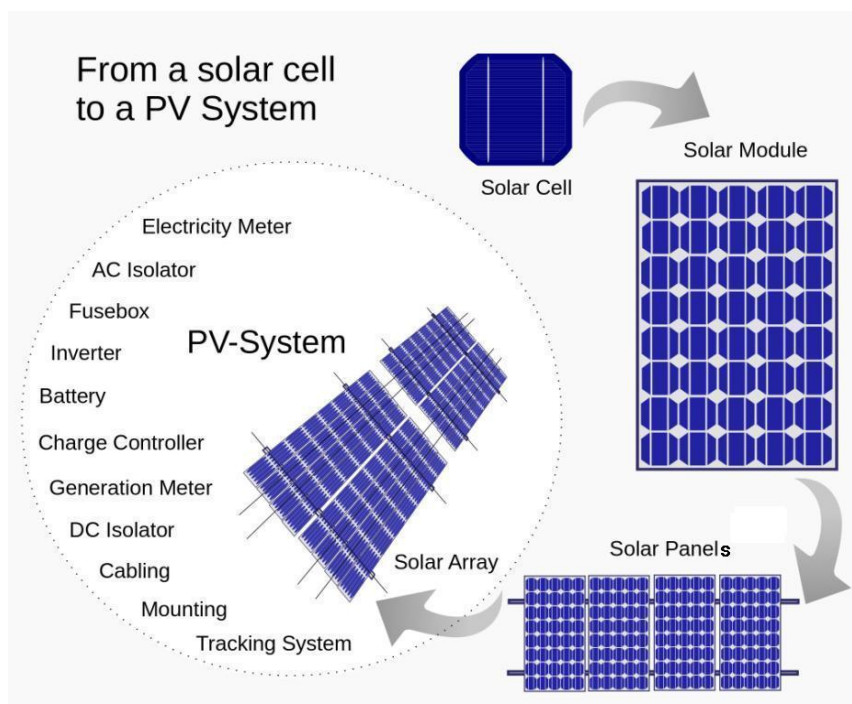 From a solar cell
to a PV System
Solar Cell
Solar Module
Electricity Meter
AC Isolator
Fusebox
Inverter
PV-System
Battery
Charge Controller
Generation Meter
DC Isolator
Cabling
Mounting
Tracking System
Solar Array
Solar Panels